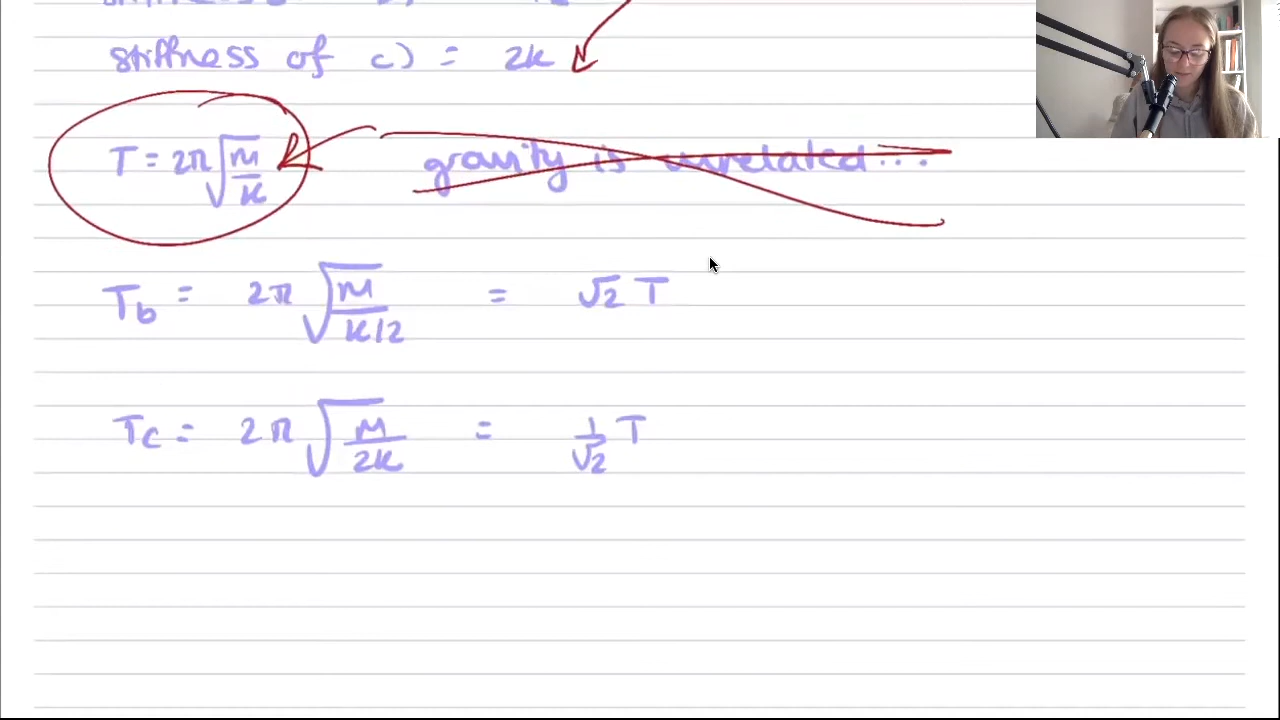 stiffness of c) = 2k
T = 2π√m/k gravity is unrelated...
T_b = 2π √m/k/2 = √2 T
T_c = 2π √m/2k = 1/√2 T